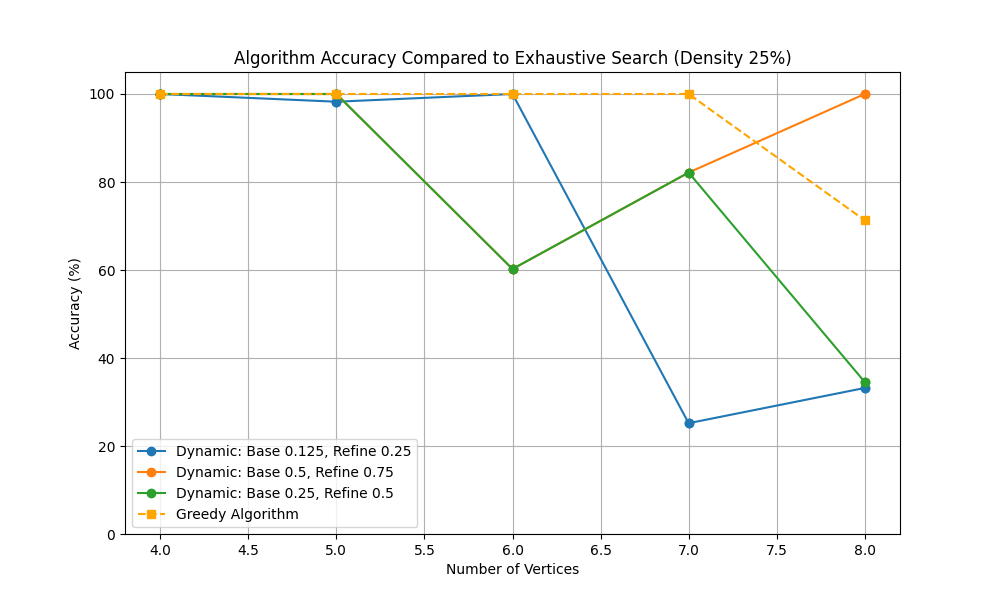 Algorithm Accuracy Compared to Exhaustive Search (Density 25%)
100
80
60
40
20
0
Accuracy (%)
Dynamic: Base 0.125, Refine 0.25
Dynamic: Base 0.5, Refine 0.75
Dynamic: Base 0.25, Refine 0.5
Greedy Algorithm
4.0 4.5 5.0 5.5 6.0 6.5 7.0 7.5 8.0
Number of Vertices